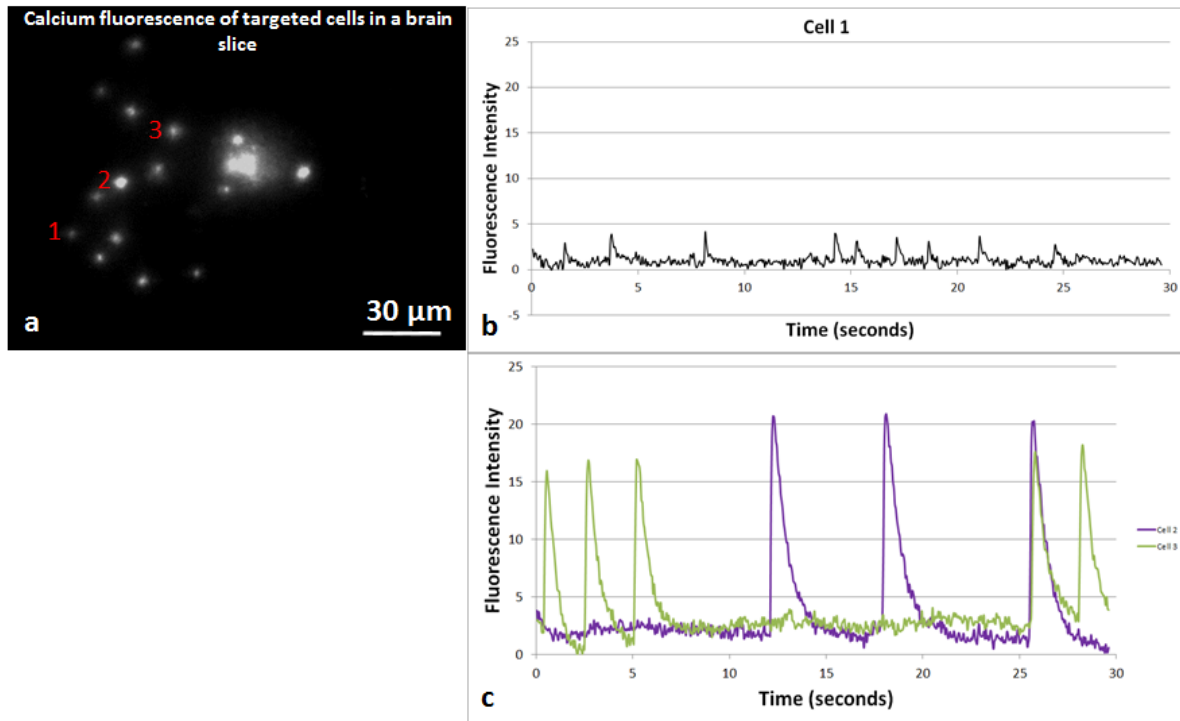 Calcium fluorescence of targeted cells in a brain
slice
3
2
1
30 µm
a
Cell 1
Fluorescence Intensity
25
20
15
10
5
0
-5
0 5 10 15 20 25 30
Time (seconds)
b
Fluorescence Intensity
25
20
15
10
5
0
0 5 10 15 20 25 30
Time (seconds)
Cell 2
Cell 3
c